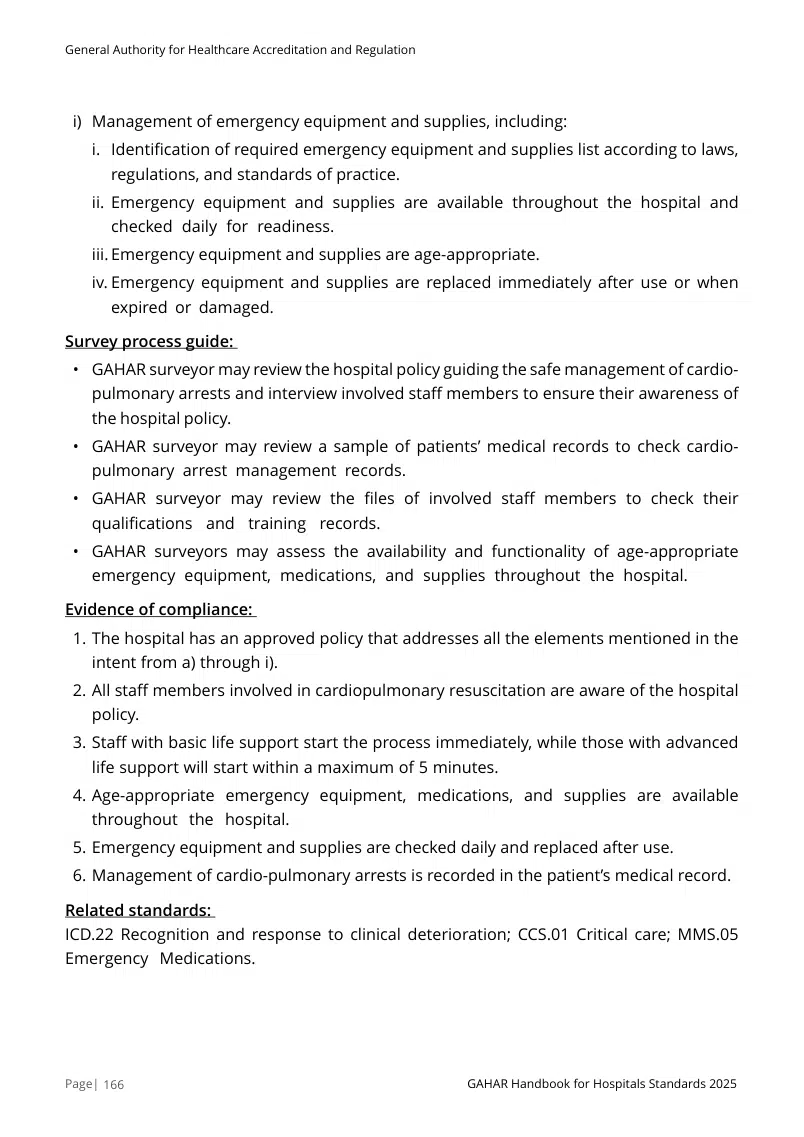 General Authority for Healthcare Accreditation and Regulation
i) Management of emergency equipment and supplies, including:
i. Identification of required emergency equipment and supplies list according to laws,
regulations, and standards of practice.
ii. Emergency equipment and supplies are available throughout the hospital and
checked daily for readiness.
iii. Emergency equipment and supplies are age-appropriate.
iv. Emergency equipment and supplies are replaced immediately after use or when
expired or damaged.
Survey process guide:
• GAHAR surveyor may review the hospital policy guiding the safe management of cardio-
pulmonary arrests and interview involved staff members to ensure their awareness of
the hospital policy.
• GAHAR surveyor may review a sample of patients’ medical records to check cardio-
pulmonary arrest management records.
• GAHAR surveyor may review the files of involved staff members to check their
qualifications and training records.
• GAHAR surveyors may assess the availability and functionality of age-appropriate
emergency equipment, medications, and supplies throughout the hospital.
Evidence of compliance:
1. The hospital has an approved policy that addresses all the elements mentioned in the
intent from a) through i).
2. All staff members involved in cardiopulmonary resuscitation are aware of the hospital
policy.
3. Staff with basic life support start the process immediately, while those with advanced
life support will start within a maximum of 5 minutes.
4. Age-appropriate emergency equipment, medications, and supplies are available
throughout the hospital.
5. Emergency equipment and supplies are checked daily and replaced after use.
6. Management of cardio-pulmonary arrests is recorded in the patient’s medical record.
Related standards:
ICD.22 Recognition and response to clinical deterioration; CCS.01 Critical care; MMS.05
Emergency Medications.
Page| 166
GAHAR Handbook for Hospitals Standards 2025